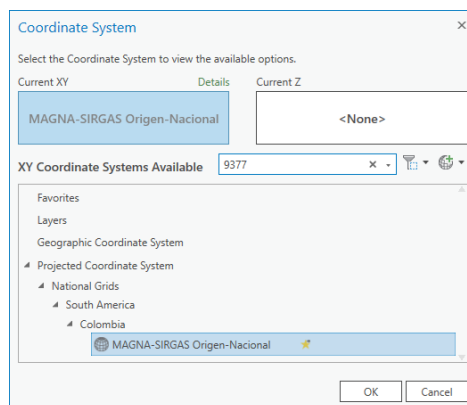 Coordinate System
Select the Coordinate System to view the available options.
Current XY Details Current Z
MAGNA-SIRGAS Origen-Nacional <None>
XY Coordinate Systems Available 9377
Favorites
Layers
Geographic Coordinate System
Projected Coordinate System
National Grids
South America
Colombia
MAGNA-SIRGAS Origen-Nacional
OK Cancel